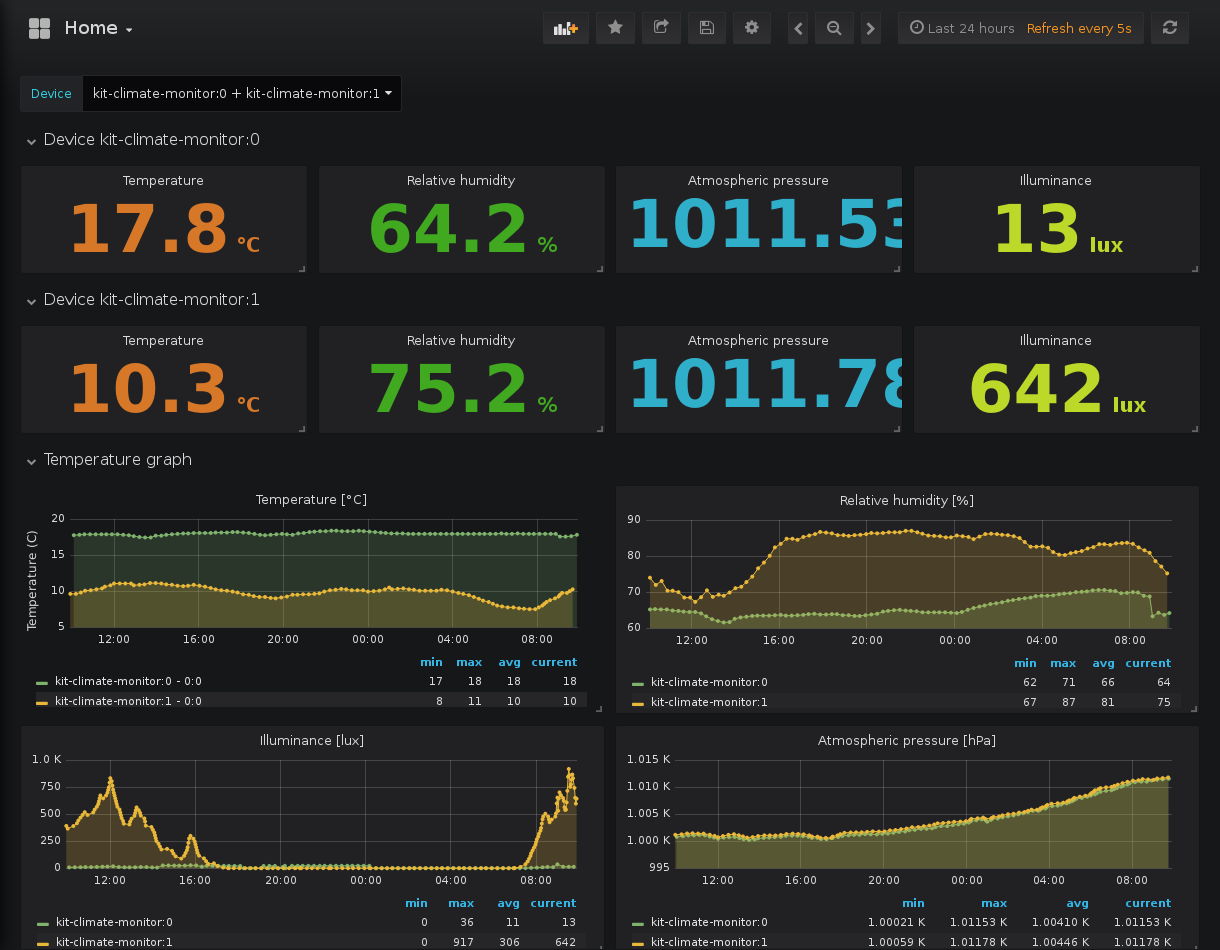 Home
Last 24 hours Refresh every 5s
Device kit-climate-monitor:0 + kit-climate-monitor:1
Device kit-climate-monitor:0
Temperature Relative humidity Atmospheric pressure Illuminance
17.8 °C 64.2 % 1011.53 13 lux
Device kit-climate-monitor:1
Temperature Relative humidity Atmospheric pressure Illuminance
10.3 °C 75.2 % 1011.78 642 lux
Temperature graph
Temperature [°C]
Temperature (C)
20
15
10
5
12:00 16:00 20:00 00:00 04:00 08:00
min max avg current
kit-climate-monitor:0 - 0:0 17 18 18 18
kit-climate-monitor:1 - 0:0 8 11 10 10
Relative humidity [%]
90
80
70
60
12:00 16:00 20:00 00:00 04:00 08:00
min max avg current
kit-climate-monitor:0 62 71 66 64
kit-climate-monitor:1 67 87 81 75
Illuminance [lux]
1.0 K
750
500
250
0
12:00 16:00 20:00 00:00 04:00 08:00
min max avg current
kit-climate-monitor:0 0 36 11 13
kit-climate-monitor:1 0 917 306 642
Atmospheric pressure [hPa]
1.015 K
1.010 K
1.005 K
1.000 K
995
12:00 16:00 20:00 00:00 04:00 08:00
min max avg current
kit-climate-monitor:0 1.00021 K 1.01153 K 1.00410 K 1.01153 K
kit-climate-monitor:1 1.00059 K 1.01178 K 1.00446 K 1.01178 K